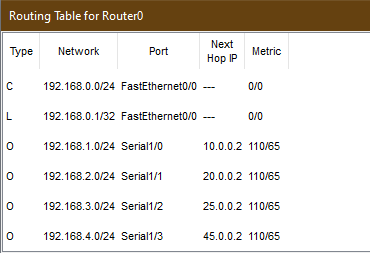 Routing Table for Router0
Type Network Port Next Hop IP Metric
C 192.168.0.0/24 FastEthernet0/0 --- 0/0
L 192.168.0.1/32 FastEthernet0/0 --- 0/0
O 192.168.1.0/24 Serial1/0 10.0.0.2 110/65
O 192.168.2.0/24 Serial1/1 20.0.0.2 110/65
O 192.168.3.0/24 Serial1/2 25.0.0.2 110/65
O 192.168.4.0/24 Serial1/3 45.0.0.2 110/65